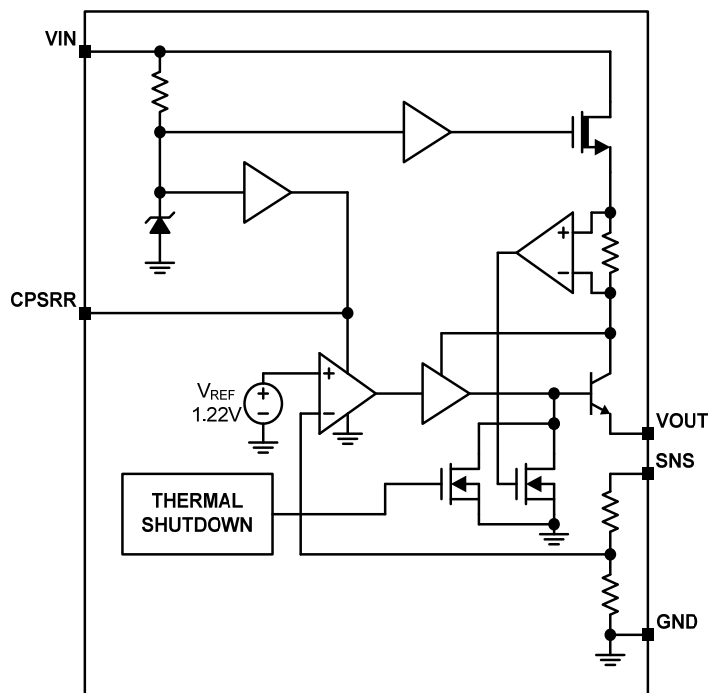 VIN
+
−
CPSRR
VREF
1.22V
+
−
+
−
VOUT
SNS
THERMAL
SHUTDOWN
GND